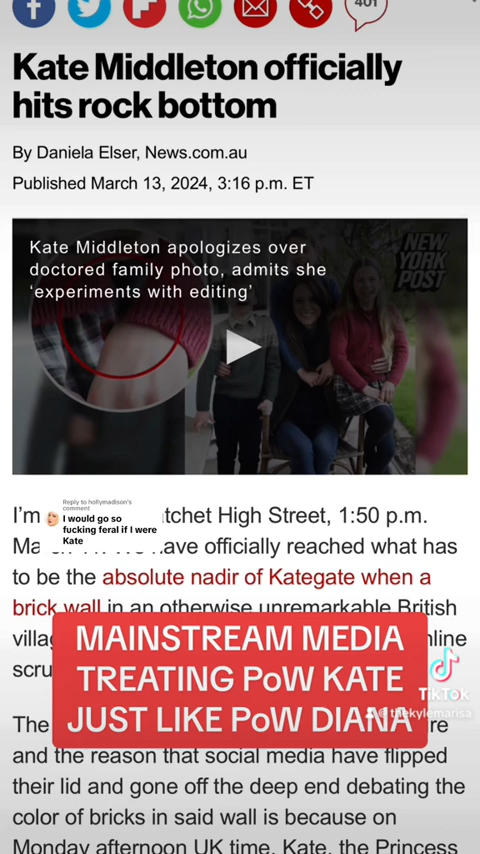 401
Kate Middleton officially
hits rock bottom
By Daniela Elser, News.com.au
Published March 13, 2024, 3:16 p.m. ET
Kate Middleton apologizes over
doctored family photo, admits she
‘experiments with editing’
NEW
YORK
POST
Reply to hollymadison's
comment
I would go so
fucking feral if I were
Kate
I'm tchet High Street, 1:50 p.m.
have officially reached what has
to be the absolute nadir of Kategate when a
brick wall in an otherwise unremarkable British
nline
scru
MAINSTREAM MEDIA
TREATING PoW KATE
JUST LIKE PoW DIANA
TikTok
@thekylemarisa
The re
and the reason that social media have flipped
their lid and gone off the deep end debating the
color of bricks in said wall is because on
Monday afternoon UK time, Kate, the Princess